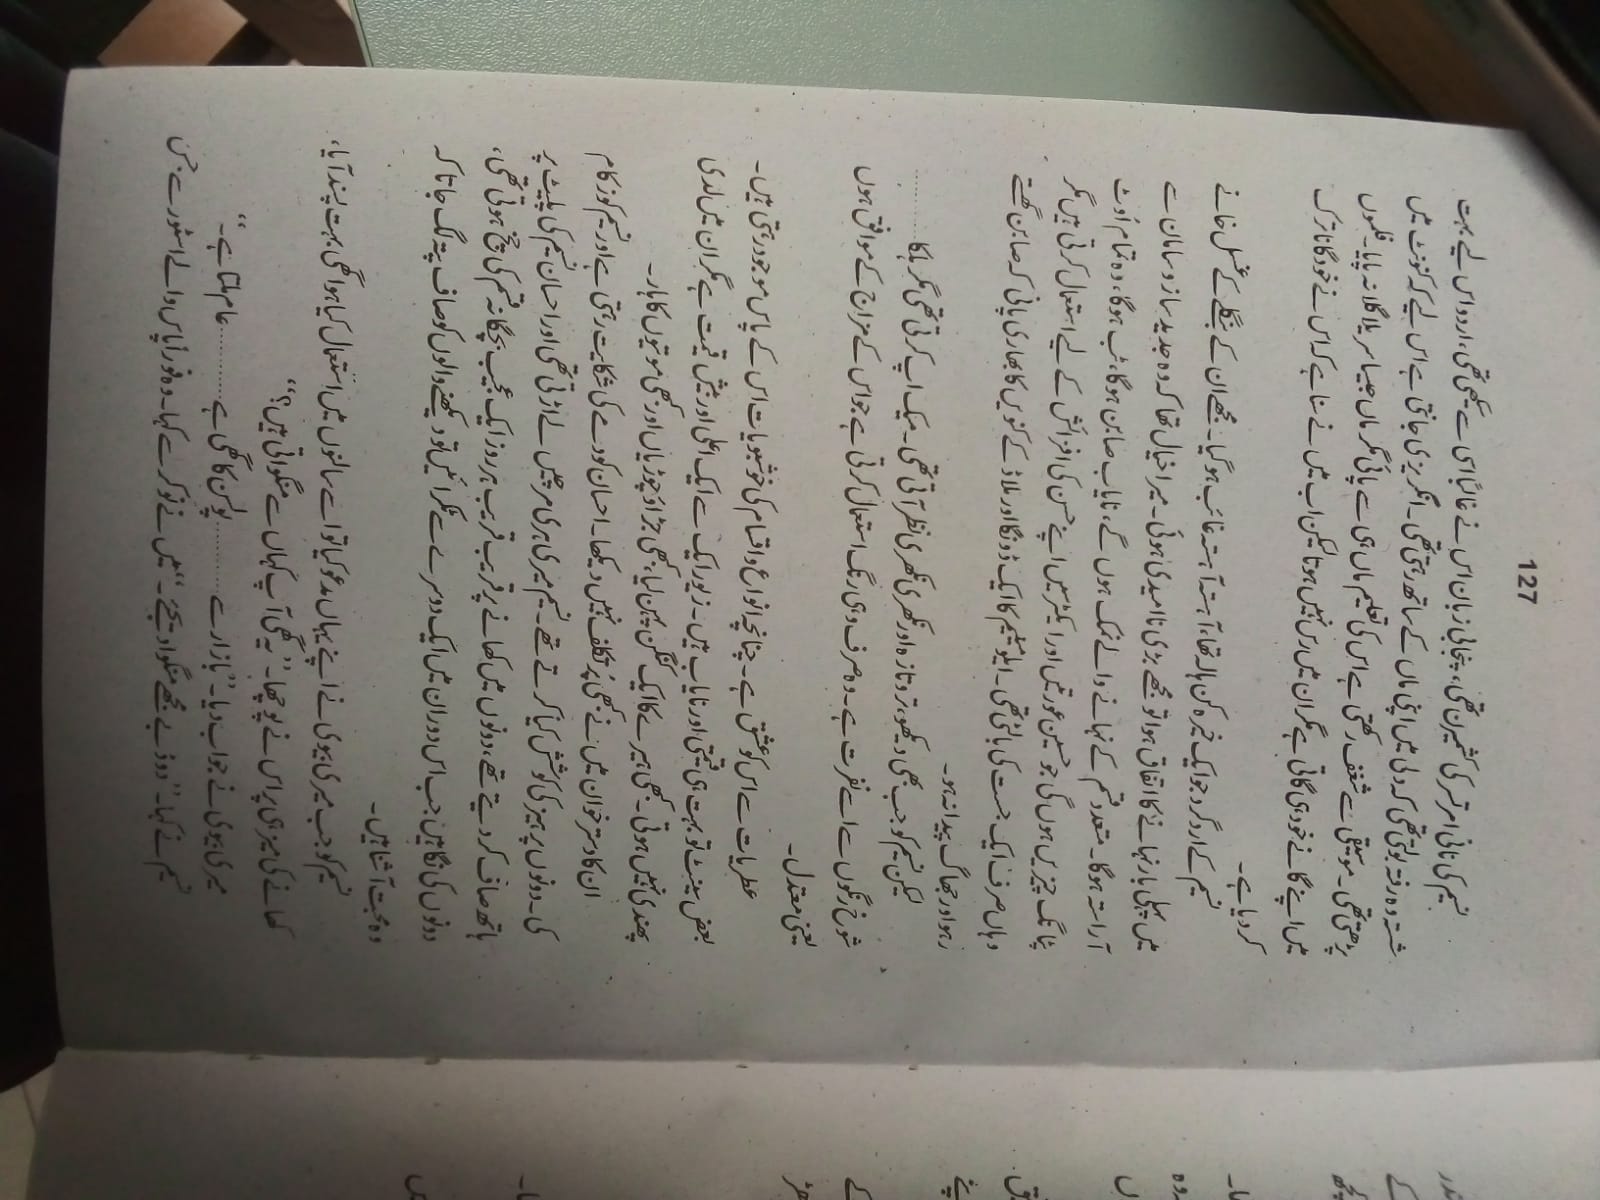 127
نسیم کی نانی امرتسر کی کشمیرن تھی، پنجابی زبان اس نے غالباً اسی سے سیکھی تھی، اردو اس لیے بہت
شستہ و رفتہ بولتی تھی کہ دلی میں اپنی ماں کے ساتھ رہتی تھی۔ انگریزی جانتی ہے اس لیے کہ کنونٹ میں
پڑھتی تھی۔ موسیقی سے شغف رکھتی ہے اس کی تعلیم ماں ہی سے پائی مگر ماں جیسا سریلا گلا نہ پایا۔ فلموں
میں اپنے گانے خود ہی گاتی ہے مگر ان میں رس نہیں ہوتا لیکن اب میں نے سنا ہے کہ اس نے خود گانا ترک
کر دیا ہے۔
نسیم کے ارد گرد جو ایک خیرہ کن ہالہ تھا، آہستہ آہستہ غائب ہو گیا۔ مجھے ان کے بنگلے کے غسل خانے
میں پہلی بار نہانے کا اتفاق ہوا تو مجھے بڑی نا امیدی ہوئی۔ میرا خیال تھا کہ وہ جدید ساز و سامان سے
آراستہ ہوگا۔ متعدد قسم کے نہانے والے نمک ہوں گے، نایاب صابن ہوگا، ٹب ہوگا، وہ تمام اُوٹ
پٹانگ چیزیں ہوں گی جو حسین عورتیں اور ایکٹرسیں اپنے حسن کی افزائش کے لیے استعمال کرتی ہیں مگر
وہاں صرف ایک جست کی بالٹی تھی۔ ایلومینیم کا ایک ڈونگا اور ملاڈ کے کنویں کا بھاری پانی کہ صابن گھستے
رہو اور جھاگ پیدا نہ ہو۔
لیکن نسیم کو جب بھی دیکھو، تر و تازہ اور نکھری نکھری نظر آتی تھی۔ میک اپ کرتی تھی مگر ہلکا ..........
شوخ رنگوں سے اسے نفرت ہے۔ وہ صرف وہی رنگ استعمال کرتی ہے جو اس کے مزاج کے موافق ہوں
یعنی معتدل۔
عطریات سے اس کو عشق ہے۔ چنانچہ انواع و اقسام کی خوشبویات اس کے پاس موجود رہتی ہیں۔
بعض سینٹ تو بہت ہی قیمتی اور نایاب ہیں۔ زیور ایک سے ایک اعلی اور بیش قیمت ہے مگر ان میں لدی
پھندی نہیں ہوتی۔ کبھی ہیرے کا ایک کنگن پہن لیا، کبھی جڑاؤ چوڑیاں اور کبھی موتیوں کا ہار۔
ان کا دسترخوان میں نے کبھی پُر تکلف نہیں دیکھا۔ احسان کو دمے کی شکایت رہتی ہے اور نسیم کو زکام
کی۔ دونوں پرہیز کی کوشش کیا کرتے تھے۔ نسیم میری ہری مرچیں لے اڑتی تھی اور احسان نسیم کی پلیٹ پر
ہاتھ صاف کر دیتے تھے، دونوں میں کھانے پر قریب قریب ہر روز ایک عجیب بچگانہ قسم کی چخ ہوتی تھی،
دونوں کی نگاہیں جب اس دوران میں ایک دوسرے سے ٹکرائیں تو دیکھنے والوں کو صاف پتہ لگ جاتا کہ
وہ محبت آشنا ہیں۔
نسیم کو جب میری بیوی نے اپنے یہاں مدعو کیا تو اسے سالنوں میں استعمال کیا ہوا گھی بہت پسند آیا،
کھانے کی میز ہی پر اس نے پوچھا۔ ’’یہ گھی آپ کہاں سے منگواتی ہیں؟‘‘
میری بیوی نے جواب دیا۔ ’’بازار سے .......... پولسن کا گھی ہے .......... عام ملتا ہے۔‘‘
نسیم نے کہا۔ ’’دو ڈبے مجھے منگوا دیجئے۔‘‘ میں نے نوکر سے کہا۔ وہ فوراً پاس والے اسٹور سے جس